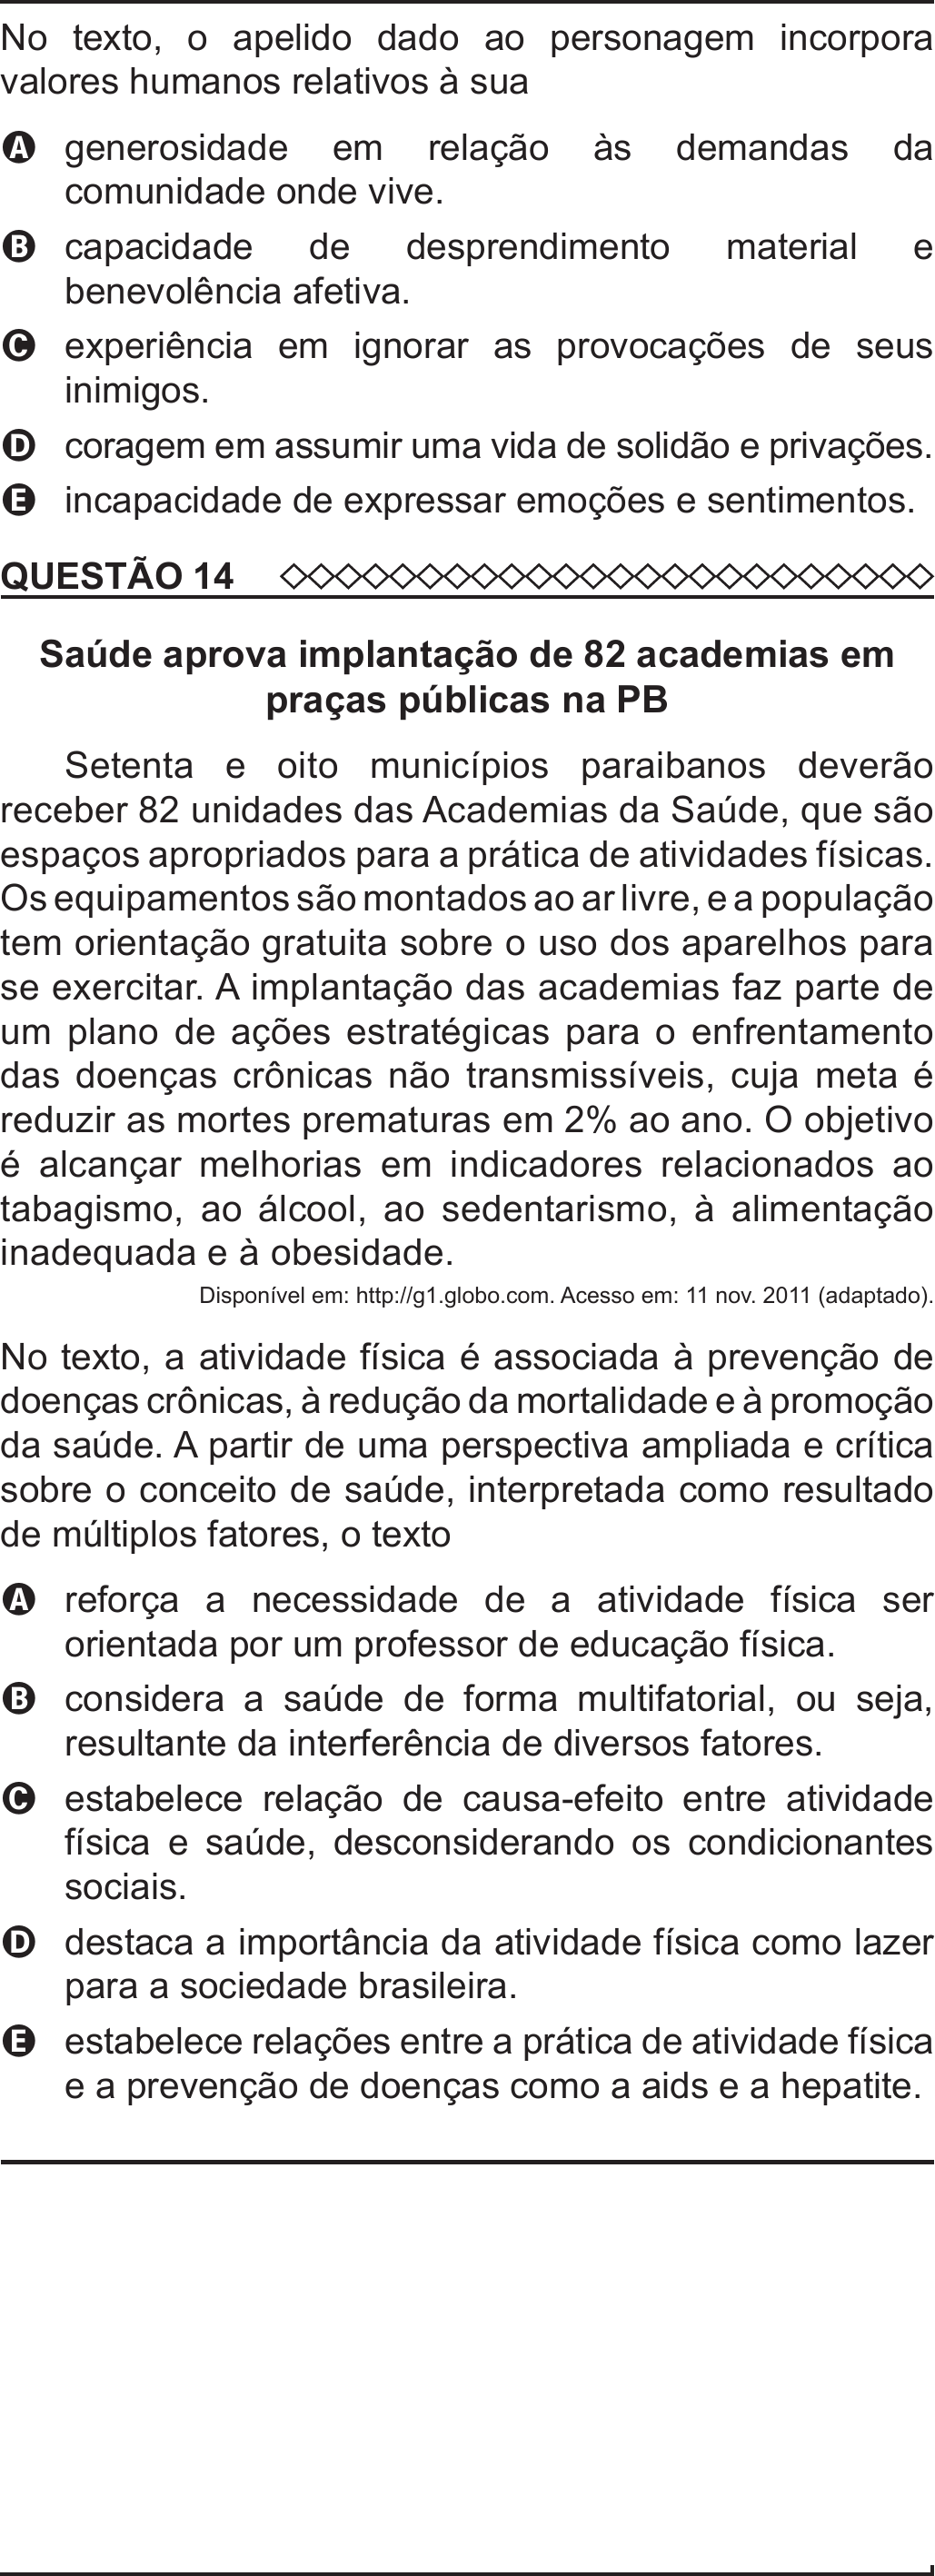 No texto, o apelido dado ao personagem incorpora
valores humanos relativos à sua
A generosidade em relação às demandas da
comunidade onde vive.
B capacidade de desprendimento material e
benevolência afetiva.
C experiência em ignorar as provocações de seus
inimigos.
D coragem em assumir uma vida de solidão e privações.
E incapacidade de expressar emoções e sentimentos.
QUESTÃO 14
Saúde aprova implantação de 82 academias em
praças públicas na PB
Setenta e oito municípios paraibanos deverão
receber 82 unidades das Academias da Saúde, que são
espaços apropriados para a prática de atividades físicas.
Os equipamentos são montados ao ar livre, e a população
tem orientação gratuita sobre o uso dos aparelhos para
se exercitar. A implantação das academias faz parte de
um plano de ações estratégicas para o enfrentamento
das doenças crônicas não transmissíveis, cuja meta é
reduzir as mortes prematuras em 2% ao ano. O objetivo
é alcançar melhorias em indicadores relacionados ao
tabagismo, ao álcool, ao sedentarismo, à alimentação
inadequada e à obesidade.
Disponível em: http://g1.globo.com. Acesso em: 11 nov. 2011 (adaptado).
No texto, a atividade física é associada à prevenção de
doenças crônicas, à redução da mortalidade e à promoção
da saúde. A partir de uma perspectiva ampliada e crítica
sobre o conceito de saúde, interpretada como resultado
de múltiplos fatores, o texto
A reforça a necessidade de a atividade física ser
orientada por um professor de educação física.
B considera a saúde de forma multifatorial, ou seja,
resultante da interferência de diversos fatores.
C estabelece relação de causa-efeito entre atividade
física e saúde, desconsiderando os condicionantes
sociais.
D destaca a importância da atividade física como lazer
para a sociedade brasileira.
E estabelece relações entre a prática de atividade física
e a prevenção de doenças como a aids e a hepatite.